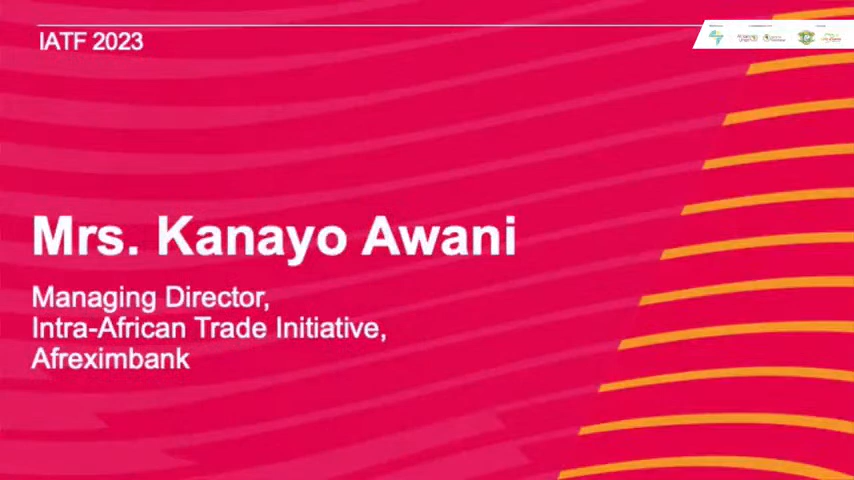 IATF 2023
Mrs. Kanayo Awani
Managing Director,
Intra-African Trade Initiative,
Afreximbank